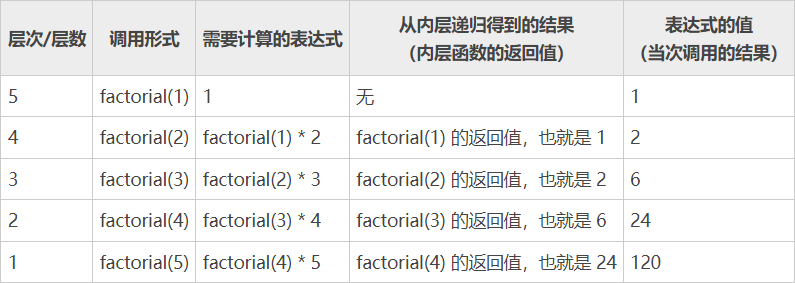 层次/层数 调用形式 需要计算的表达式 从内层递归得到的结果 表达式的值
（内层函数的返回值） （当次调用的结果）
5 factorial(1) 1 无 1
4 factorial(2) factorial(1) * 2 factorial(1) 的返回值，也就是 1 2
3 factorial(3) factorial(2) * 3 factorial(2) 的返回值，也就是 2 6
2 factorial(4) factorial(3) * 4 factorial(3) 的返回值，也就是 6 24
1 factorial(5) factorial(4) * 5 factorial(4) 的返回值，也就是 24 120